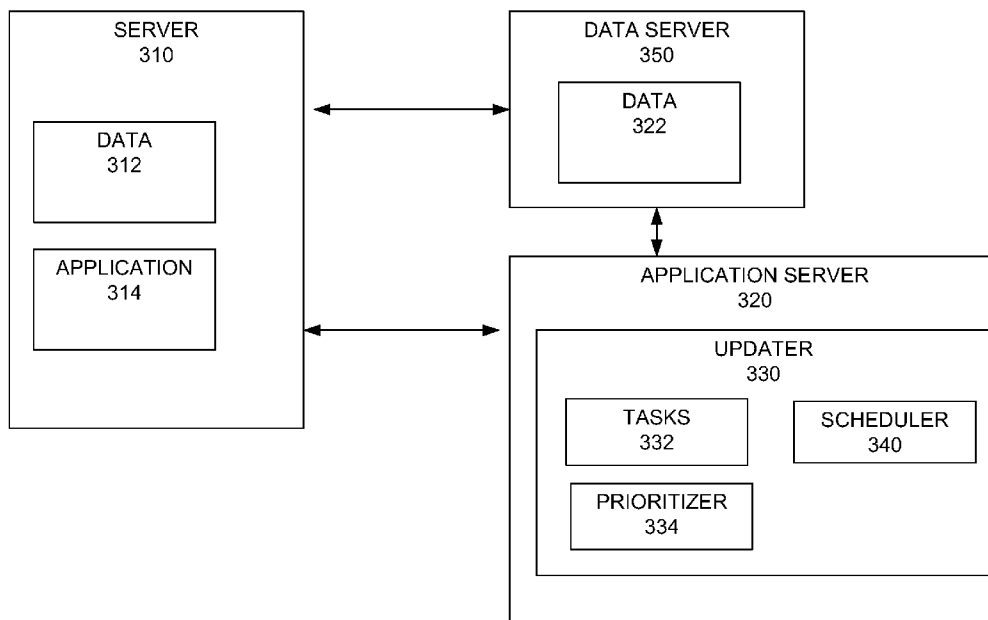 SERVER
310
DATA
312
APPLICATION
314
DATA SERVER
350
DATA
322
APPLICATION SERVER
320
UPDATER
330
TASKS
332
SCHEDULER
340
PRIORITIZER
334